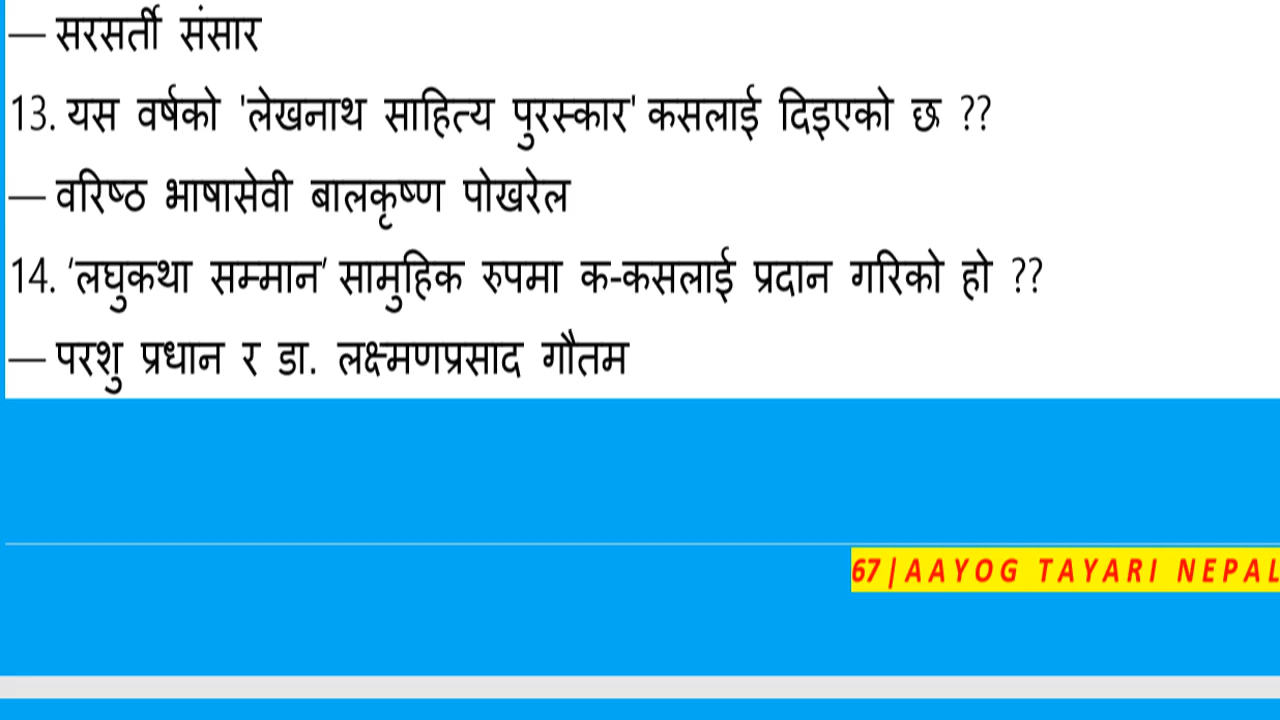 — सरसर्ती संसार
13. यस वर्षको 'लेखनाथ साहित्य पुरस्कार' कसलाई दिइएको छ ??
— वरिष्ठ भाषासेवी बालकृष्ण पोखरेल
14. ‘लघुकथा सम्मान’ सामुहिक रुपमा क-कसलाई प्रदान गरिको हो ??
— परशु प्रधान र डा. लक्ष्मणप्रसाद गौतम
67 | AAYOG TAYARI NEPAL